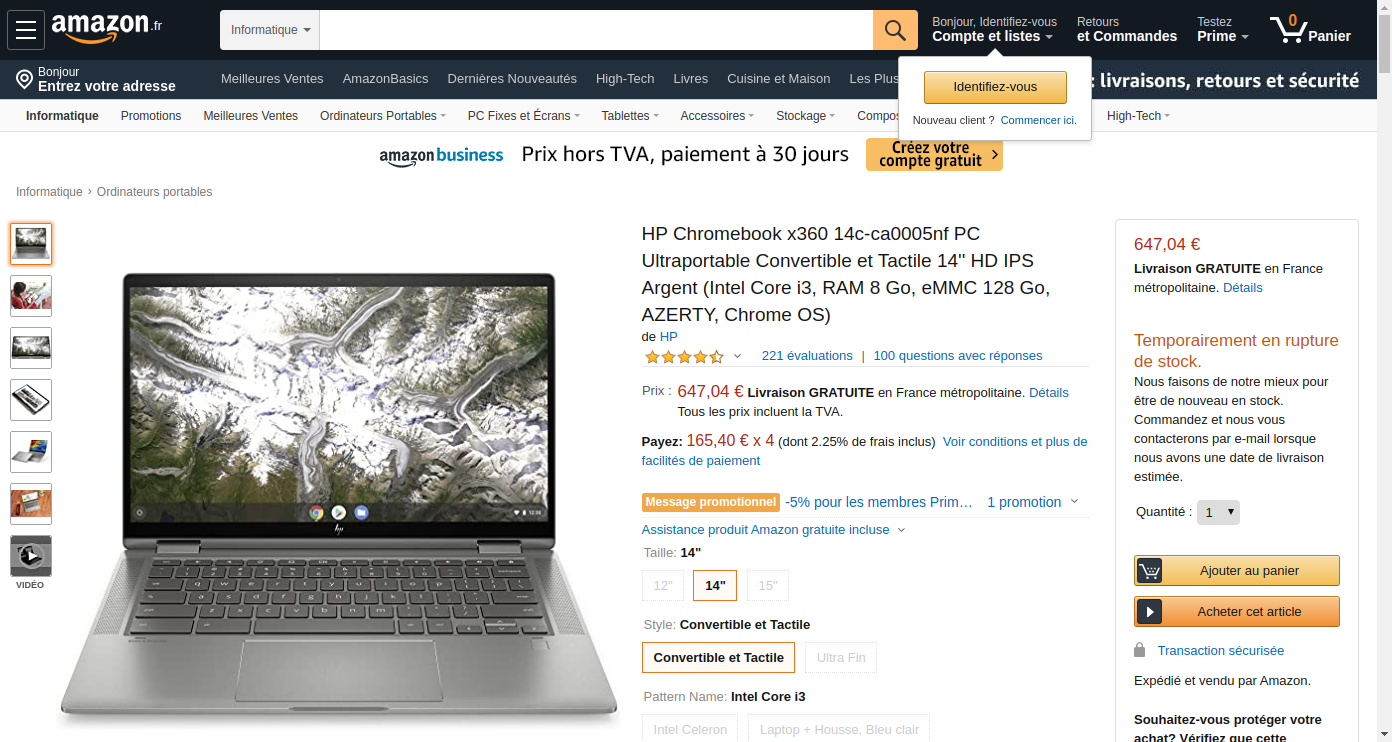 amazon.fr
Informatique
Bonjour, Identifiez-vous
Compte et listes
Retours
et Commandes
Testez
Prime
0
Panier
Bonjour
Entrez votre adresse
Meilleures Ventes
AmazonBasics
Dernières Nouveautés
High-Tech
Livres
Cuisine et Maison
Les Plus
: livraisons, retours et sécurité
Identifiez-vous
Nouveau client ? Commencer ici.
Informatique
Promotions
Meilleures Ventes
Ordinateurs Portables
PC Fixes et Écrans
Tablettes
Accessoires
Stockage
Compos
High-Tech
amazon business
Prix hors TVA, paiement à 30 jours
Créez votre
compte gratuit
Informatique › Ordinateurs portables
VIDÉO
hp
HP Chromebook x360 14c-ca0005nf PC
Ultraportable Convertible et Tactile 14'' HD IPS
Argent (Intel Core i3, RAM 8 Go, eMMC 128 Go,
AZERTY, Chrome OS)
de HP
221 évaluations | 100 questions avec réponses
Prix : 647,04 € Livraison GRATUITE en France métropolitaine. Détails
Tous les prix incluent la TVA.
Payez: 165,40 € x 4 (dont 2.25% de frais inclus) Voir conditions et plus de
facilités de paiement
Message promotionnel -5% pour les membres Prim… 1 promotion
Assistance produit Amazon gratuite incluse
Taille: 14"
12"
14"
15"
Style: Convertible et Tactile
Convertible et Tactile
Ultra Fin
Pattern Name: Intel Core i3
Intel Celeron
Laptop + Housse, Bleu clair
647,04 €
Livraison GRATUITE en France
métropolitaine. Détails
Temporairement en rupture
de stock.
Nous faisons de notre mieux pour
être de nouveau en stock.
Commandez et nous vous
contacterons par e-mail lorsque
nous avons une date de livraison
estimée.
Quantité : 1
Ajouter au panier
Acheter cet article
Transaction sécurisée
Expédié et vendu par Amazon.
Souhaitez-vous protéger votre
achat? Vérifiez que cette